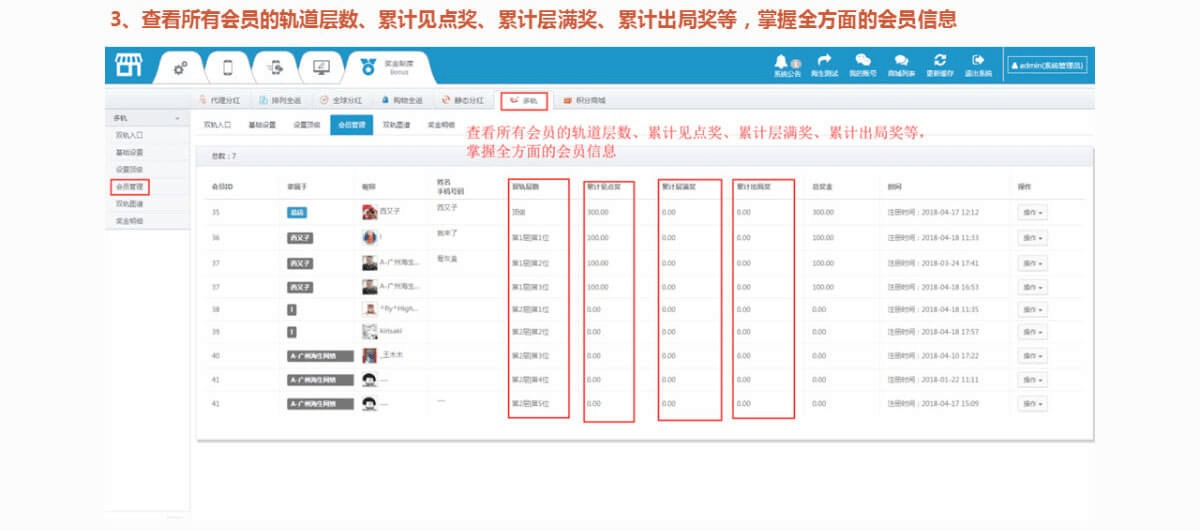 3、查看所有会员的轨道层数、累计见点奖、累计层满奖、累计出局奖等，掌握全方面的会员信息
奖金制度
Bonus
系统公告 我的账号 商城列表 更新缓存 退出系统 admin(系统管理员)
代理分红 排列全返 全球分红 购物全返 静态分红 多轨 积分商城
多轨
双轨入口 基础设置 设置顶级 会员管理 双轨图谱 奖金明细
查看所有会员的轨道层数、累计见点奖、累计层满奖、累计出局奖等，
掌握全方面的会员信息
双轨入口
基础设置
设置顶级
会员管理
双轨图谱
奖金明细
总数：7
会员ID 隶属于 昵称 姓名 手机号码 双轨层数 累计见点奖 累计层满奖 累计出局奖 总奖金 时间 操作
35 总店 西又子 西又子 顶级 300.00 0.00 0.00 300.00 注册时间：2018-04-17 12:12 操作
36 西又子 ! 我来了 第1层|第1位 100.00 0.00 0.00 100.00 注册时间：2018-04-18 11:33 操作
37 西又子 A-广州海生... 第1层|第2位 100.00 0.00 0.00 100.00 注册时间：2018-03-24 17:41 操作
37 西又子 A-广州海生... 第1层|第3位 100.00 0.00 0.00 100.00 注册时间：2018-04-18 16:53 操作
38 ! ^fly^High... 第2层|第1位 0.00 0.00 0.00 0.00 注册时间：2018-04-18 11:35 操作
39 ! kirisaki 第2层|第2位 0.00 0.00 0.00 0.00 注册时间：2018-04-18 17:57 操作
40 A-广州海生网络 _王木木 第2层|第3位 0.00 0.00 0.00 0.00 注册时间：2018-04-10 17:22 操作
41 A-广州海生网络 .... 第2层|第4位 0.00 0.00 0.00 0.00 注册时间：2018-01-22 11:11 操作
41 A-广州海生网络 .... 第2层|第5位 0.00 0.00 0.00 0.00 注册时间：2018-04-17 15:09 操作